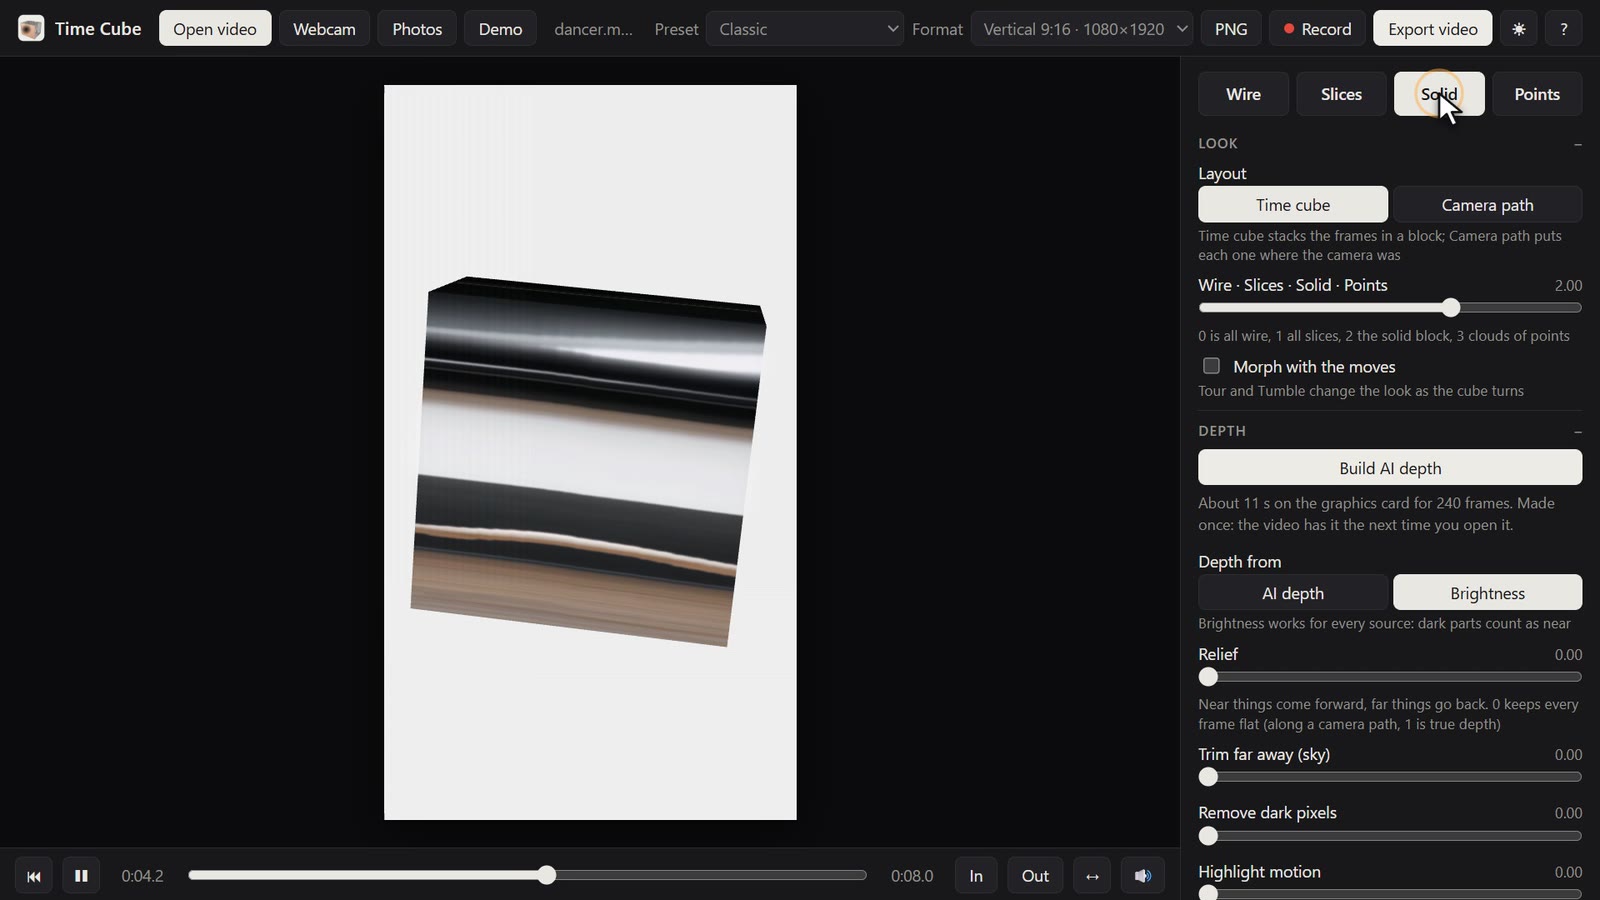 Time Cube
Open video
Webcam
Photos
Demo
dancer.m...
Preset
Classic
Format
Vertical 9:16 · 1080×1920
PNG
Record
Export video
?
Wire
Slices
Solid
Points
LOOK
Layout
Time cube
Camera path
Time cube stacks the frames in a block; Camera path puts
each one where the camera was
Wire · Slices · Solid · Points
2.00
0 is all wire, 1 all slices, 2 the solid block, 3 clouds of points
Morph with the moves
Tour and Tumble change the look as the cube turns
DEPTH
Build AI depth
About 11 s on the graphics card for 240 frames. Made
once: the video has it the next time you open it.
Depth from
AI depth
Brightness
Brightness works for every source: dark parts count as near
Relief
0.00
Near things come forward, far things go back. 0 keeps every
frame flat (along a camera path, 1 is true depth)
Trim far away (sky)
0.00
Remove dark pixels
0.00
Highlight motion
0.00
0:04.2
0:08.0
In
Out